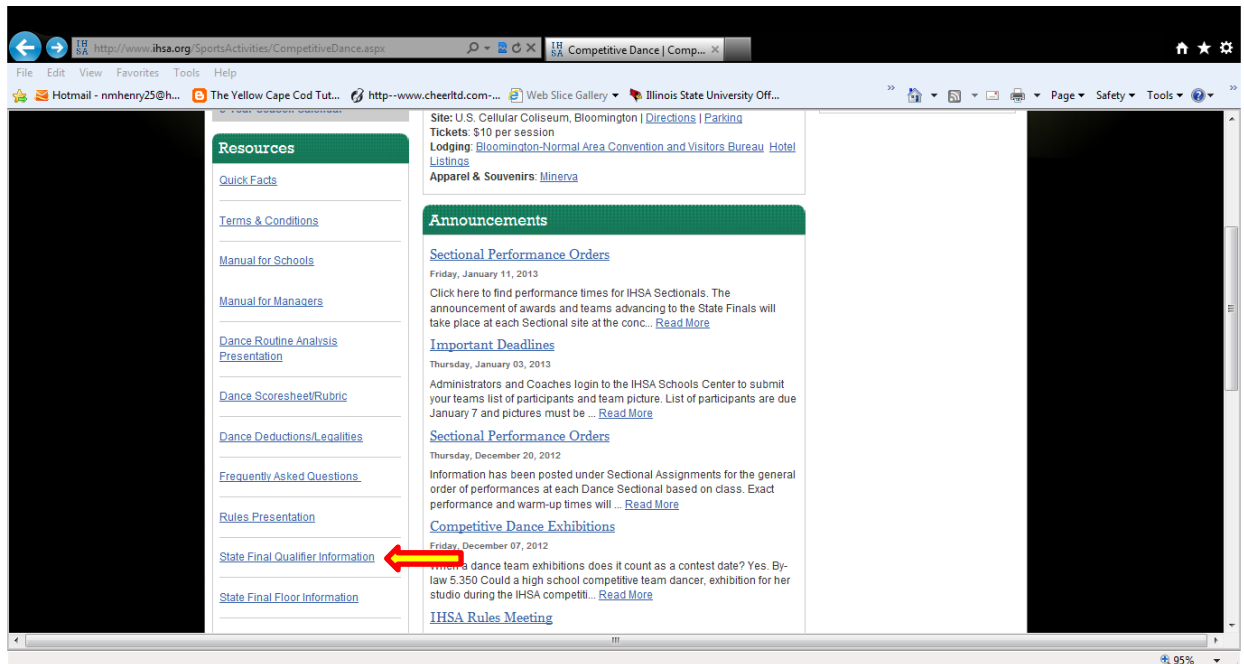 IH
SA http://www.ihsa.org/SportsActivities/CompetitiveDance.aspx
IH
SA Competitive Dance | Comp...
File Edit View Favorites Tools Help
Hotmail - nmhenry25@h... The Yellow Cape Cod Tut... http--www.cheerltd.com-... Web Slice Gallery Illinois State University Off... » Page Safety Tools »
Resources
Quick Facts
Terms & Conditions
Manual for Schools
Manual for Managers
Dance Routine Analysis
Presentation
Dance Scoresheet/Rubric
Dance Deductions/Legalities
Frequently Asked Questions
Rules Presentation
State Final Qualifier Information
State Final Floor Information
Site: U.S. Cellular Coliseum, Bloomington | Directions | Parking
Tickets: $10 per session
Lodging: Bloomington-Normal Area Convention and Visitors Bureau Hotel
Listings
Apparel & Souvenirs: Minerva
Announcements
Sectional Performance Orders
Friday, January 11, 2013
Click here to find performance times for IHSA Sectionals. The
announcement of awards and teams advancing to the State Finals will
take place at each Sectional site at the conc... Read More
Important Deadlines
Thursday, January 03, 2013
Administrators and Coaches login to the IHSA Schools Center to submit
your teams list of participants and team picture. List of participants are due
January 7 and pictures must be ... Read More
Sectional Performance Orders
Thursday, December 20, 2012
Information has been posted under Sectional Assignments for the general
order of performances at each Dance Sectional based on class. Exact
performance and warm-up times will ... Read More
Competitive Dance Exhibitions
Friday, December 07, 2012
When a dance team exhibitions does it count as a contest date? Yes. By-
law 5.350 Could a high school competitive team dancer, exhibition for her
studio during the IHSA competiti... Read More
IHSA Rules Meeting
95%